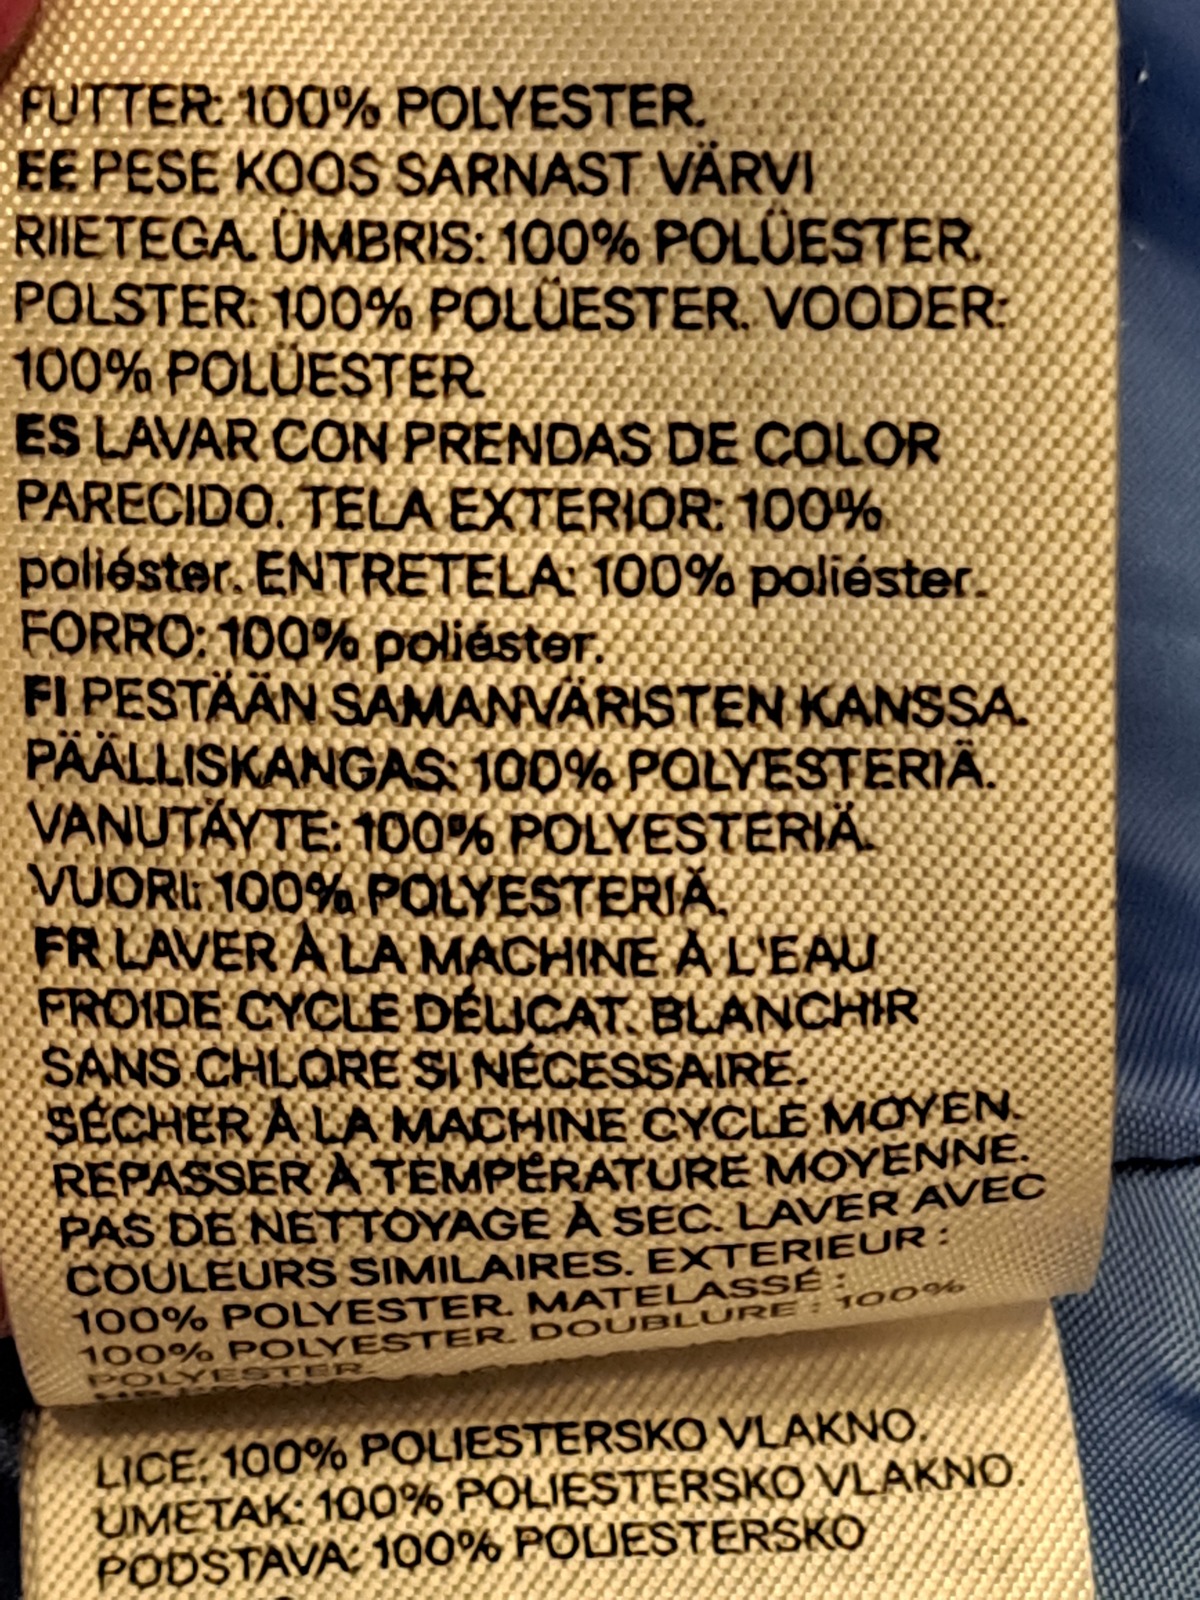 FUTTER: 100% POLYESTER.
EE PESE KOOS SARNAST VÄRVI
RIIETEGA. ÜMBRIS: 100% POLÜESTER.
POLSTER: 100% POLÜESTER. VOODER:
100% POLÜESTER.
ES LAVAR CON PRENDAS DE COLOR
PARECIDO. TELA EXTERIOR: 100%
poliéster. ENTRETELA: 100% poliéster.
FORRO: 100% poliéster.
FI PESTÄÄN SAMANVÄRISTEN KANSSA.
PÄÄLLISKANGAS: 100% POLYESTERIÄ.
VANUTÄYTE: 100% POLYESTERIÄ.
VUORI: 100% POLYESTERIÄ.
FR LAVER À LA MACHINE À L'EAU
FROIDE CYCLE DÉLICAT. BLANCHIR
SANS CHLORE SI NÉCESSAIRE.
SÉCHER À LA MACHINE CYCLE MOYEN.
REPASSER À TEMPÉRATURE MOYENNE.
PAS DE NETTOYAGE À SEC. LAVER AVEC
COULEURS SIMILAIRES. EXTERIEUR :
100% POLYESTER. MATELASSÉ :
100% POLYESTER. DOUBLURE : 100%
POLYESTER
LICE: 100% POLIESTERSKO VLAKNO.
UMETAK: 100% POLIESTERSKO VLAKNO.
PODSTAVA: 100% POLIESTERSKO